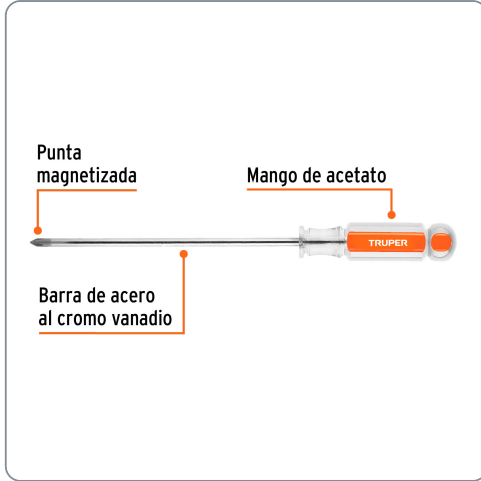 Punta
magnetizada
Mango de acetato
TRUPER
Barra de acero
al cromo vanadio